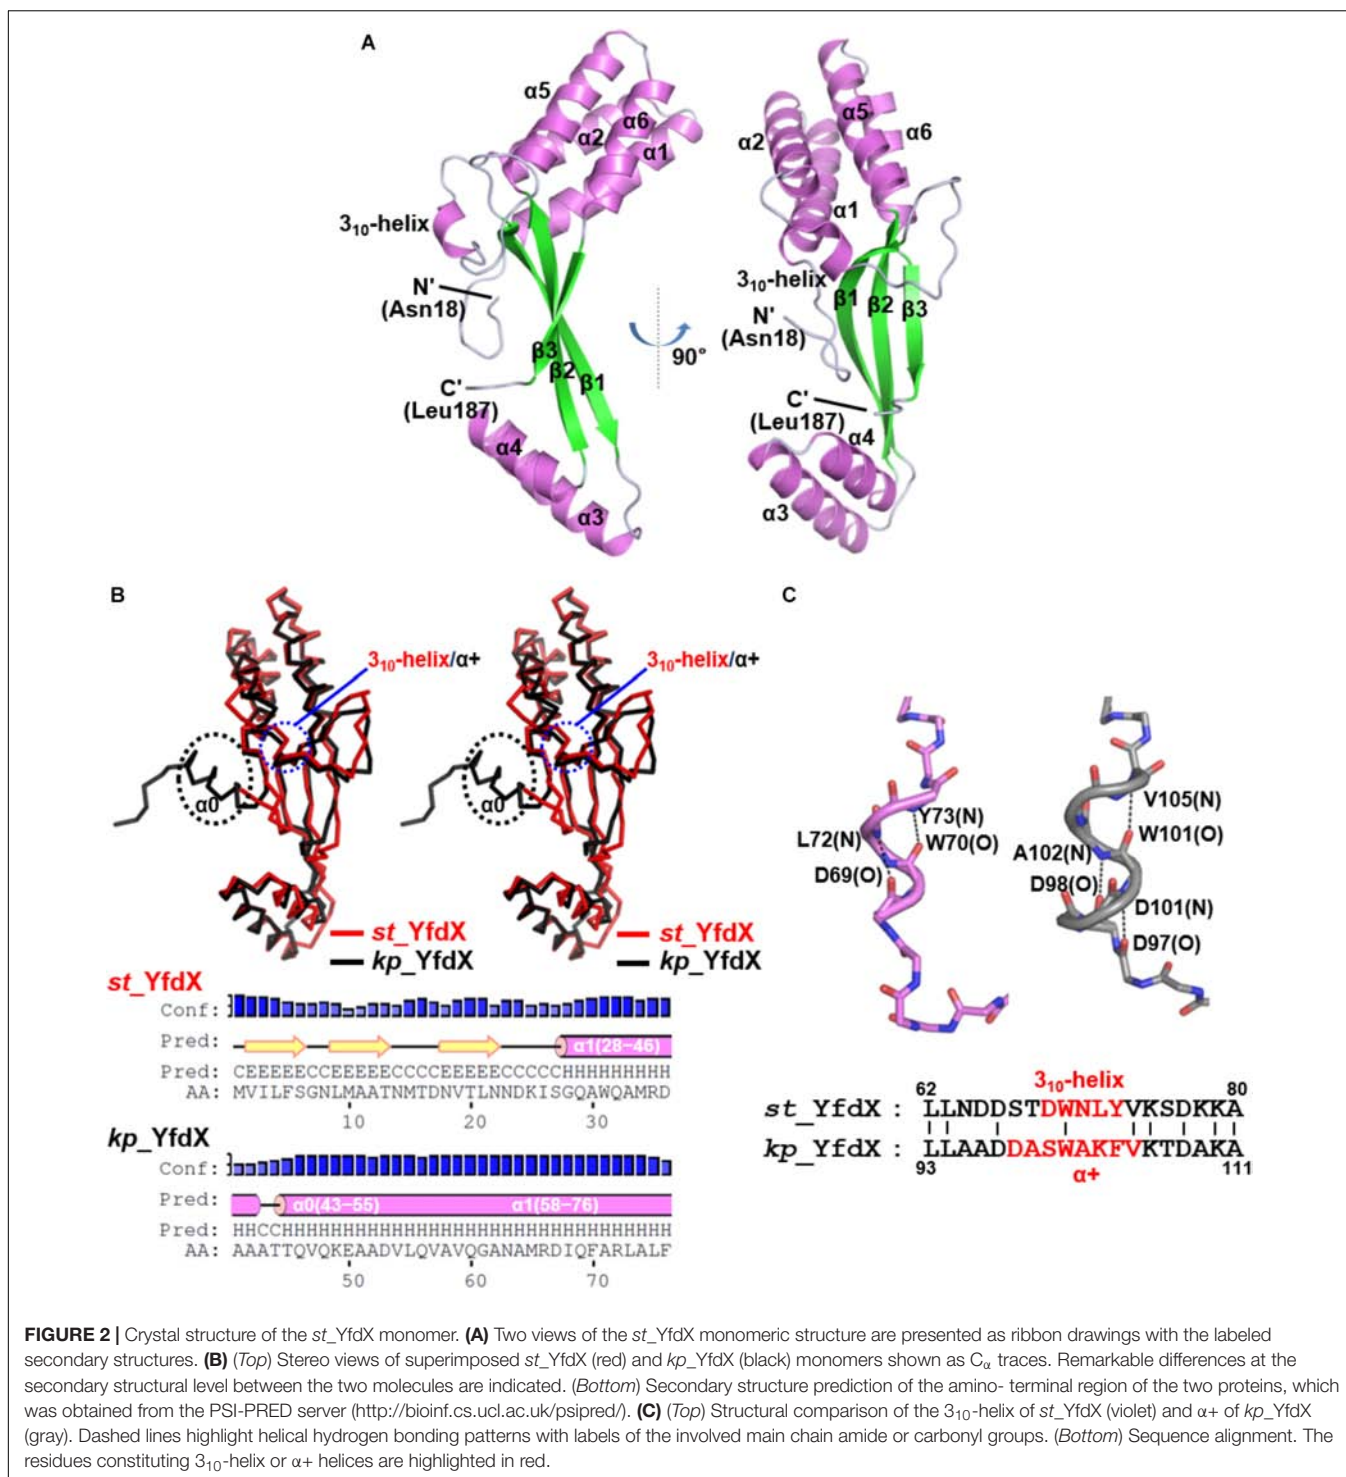 A
α5
α2
α6
α1
3₁₀-helix
N'
(Asn18)
β3
β2
β1
C'
(Leu187)
α4
α3
90°
α2
α5
α6
α1
3₁₀-helix
β1
β2
β3
N'
(Asn18)
C'
(Leu187)
α4
α3
B
3₁₀-helix/α+
α0
st_YfdX
kp_YfdX
3₁₀-helix/α+
α0
st_YfdX
kp_YfdX
st_YfdX
Conf:
Pred:
α1(28–46)
Pred: CEEEEEECCEEEEECCCCEEEEECCCCCHHHHHHHHH
AA: MVILFSGNLMAATNMTDNVTLNNDKISGQAWQAMRD
10 20 30
kp_YfdX
Conf:
Pred:
α0(43–55) α1(58–76)
Pred: HHCCHHHHHHHHHHHHHHHHHHHHHHHHHHHHHHHH
AA: AAATTQVQKEAADVLQVAVQGANAMRDIQFARLALF
50 60 70
C
Y73(N)
L72(N)
W70(O)
D69(O)
V105(N)
W101(O)
A102(N)
D98(O)
D101(N)
D97(O)
3₁₀-helix
62 80
st_YfdX : LLNDDSTDWNLYVKSDKKA
kp_YfdX : LLAADDASWAKFVKTDAKA
93 α+ 111
FIGURE 2 | Crystal structure of the st_YfdX monomer. (A) Two views of the st_YfdX monomeric structure are presented as ribbon drawings with the labeled
secondary structures. (B) (Top) Stereo views of superimposed st_YfdX (red) and kp_YfdX (black) monomers shown as Cα traces. Remarkable differences at the
secondary structural level between the two molecules are indicated. (Bottom) Secondary structure prediction of the amino- terminal region of the two proteins, which
was obtained from the PSI-PRED server (http://bioinf.cs.ucl.ac.uk/psipred/). (C) (Top) Structural comparison of the 3₁₀-helix of st_YfdX (violet) and α+ of kp_YfdX
(gray). Dashed lines highlight helical hydrogen bonding patterns with labels of the involved main chain amide or carbonyl groups. (Bottom) Sequence alignment. The
residues constituting 3₁₀-helix or α+ helices are highlighted in red.